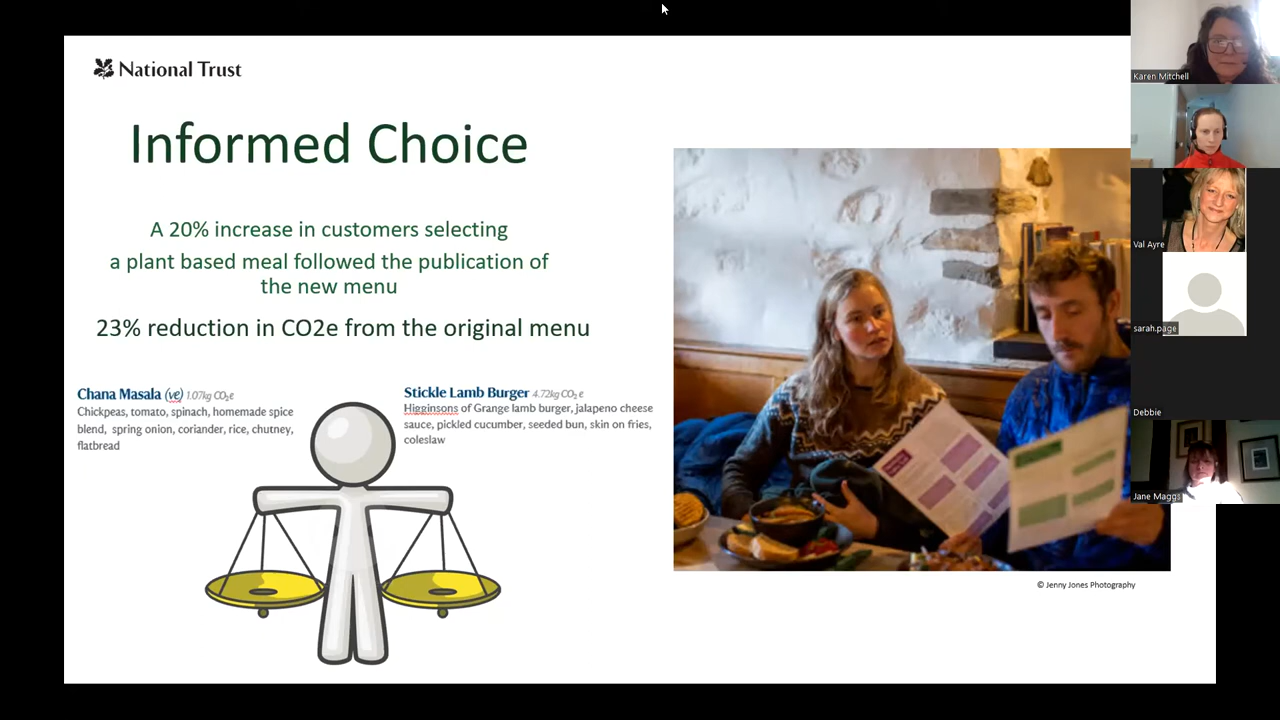 National Trust
Informed Choice
A 20% increase in customers selecting
a plant based meal followed the publication of
the new menu
23% reduction in CO2e from the original menu
Chana Masala (ve) 1.07kg CO₂e
Chickpeas, tomato, spinach, homemade spice
blend, spring onion, coriander, rice, chutney,
flatbread
Stickle Lamb Burger 4.72kg CO₂ e
Higginsons of Grange lamb burger, jalapeno cheese
sauce, pickled cucumber, seeded bun, skin on fries,
coleslaw
© Jenny Jones Photography
Karen Mitchell
Val Ayre
sarah.page
Debbie
Jane Maggs